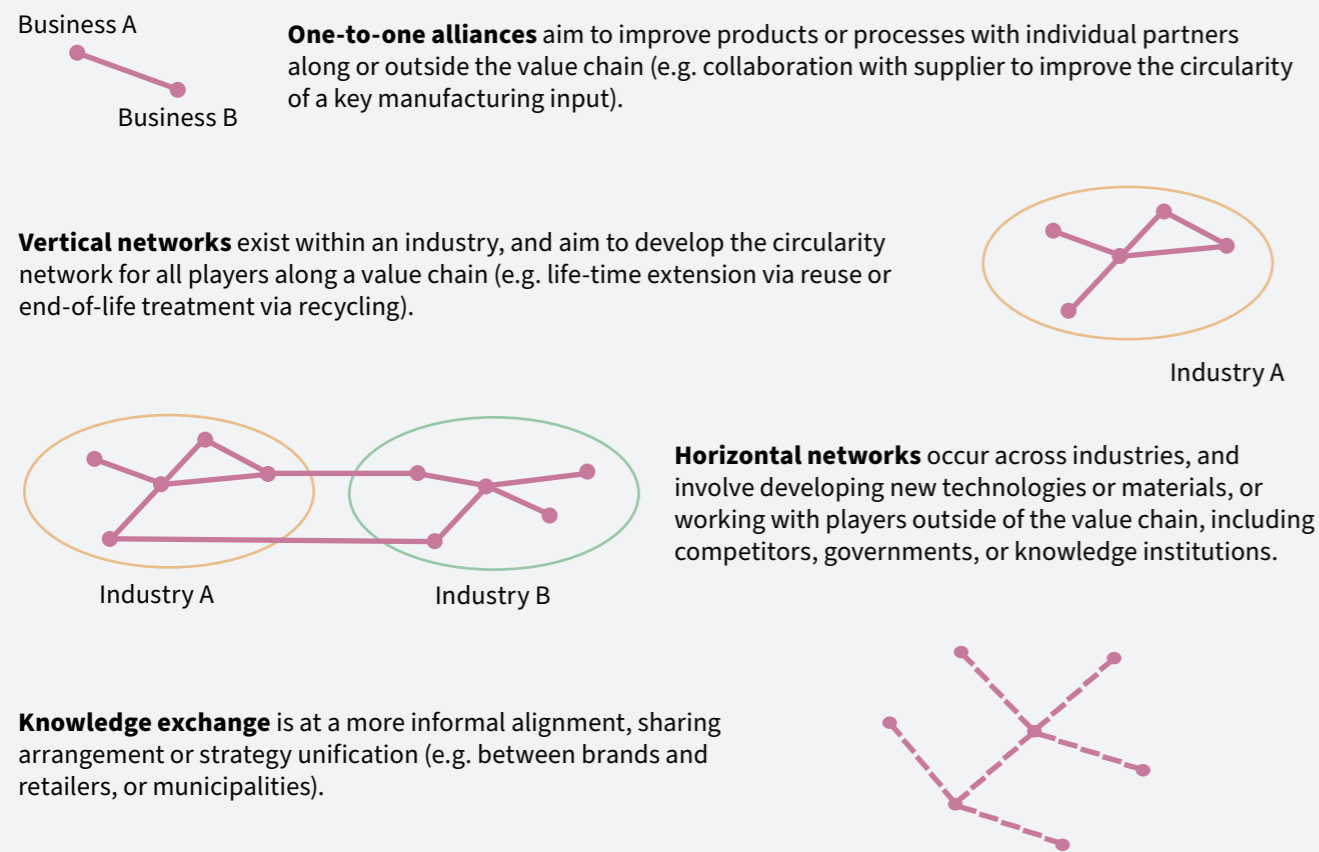 Business A
Business B
One-to-one alliances aim to improve products or processes with individual partners
along or outside the value chain (e.g. collaboration with supplier to improve the circularity
of a key manufacturing input).
Vertical networks exist within an industry, and aim to develop the circularity
network for all players along a value chain (e.g. life-time extension via reuse or
end-of-life treatment via recycling).
Industry A
Industry A
Industry B
Horizontal networks occur across industries, and
involve developing new technologies or materials, or
working with players outside of the value chain, including
competitors, governments, or knowledge institutions.
Knowledge exchange is at a more informal alignment, sharing
arrangement or strategy unification (e.g. between brands and
retailers, or municipalities).